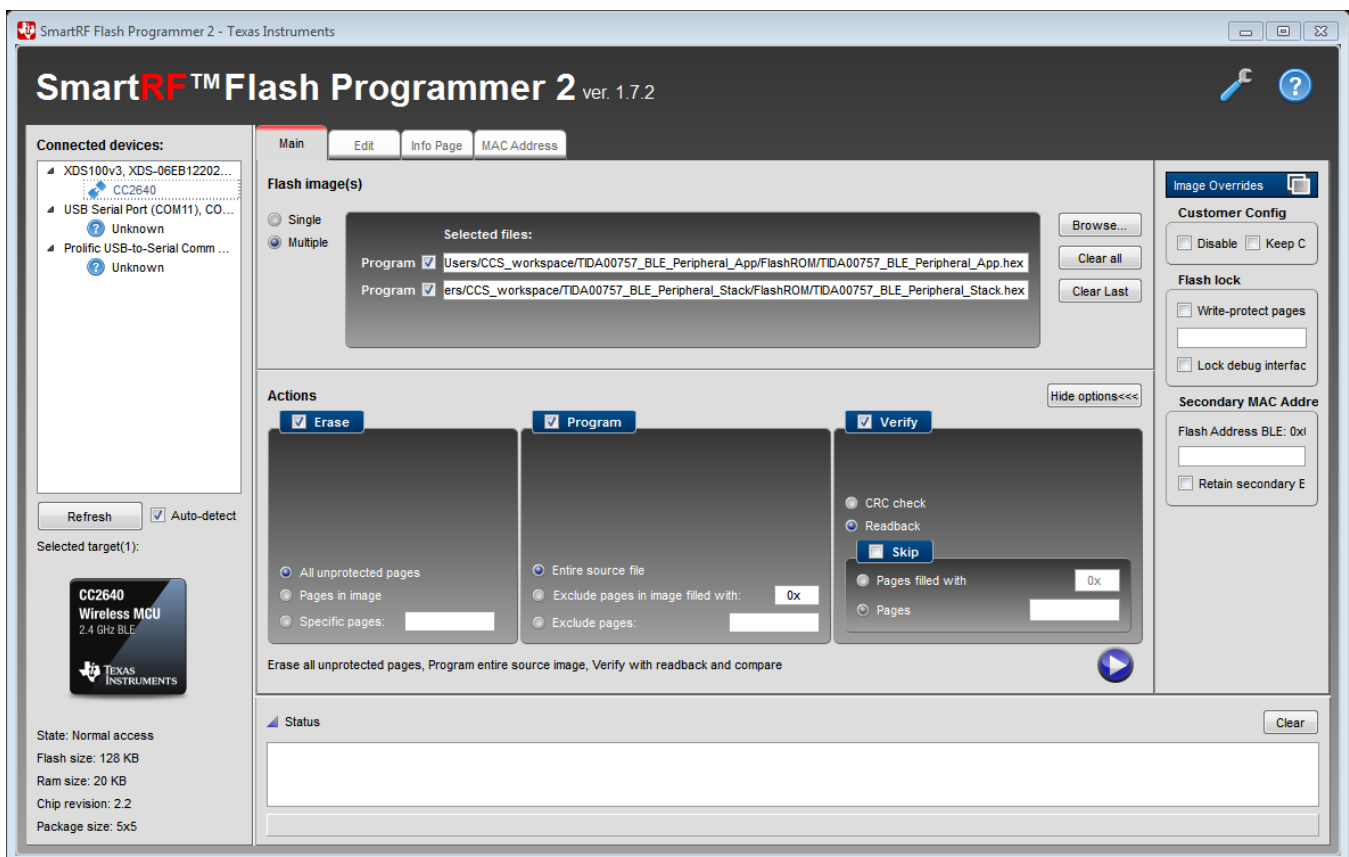 SmartRF Flash Programmer 2 - Texas Instruments
SmartRF™Flash Programmer 2 ver. 1.7.2
Connected devices:
XDS100v3, XDS-06EB12202...
CC2640
USB Serial Port (COM11), CO...
Unknown
Prolific USB-to-Serial Comm ...
Unknown
Refresh
Auto-detect
Selected target(1):
CC2640
Wireless MCU
2.4 GHz BLE
TEXAS
INSTRUMENTS
State: Normal access
Flash size: 128 KB
Ram size: 20 KB
Chip revision: 2.2
Package size: 5x5
Main Edit Info Page MAC Address
Flash image(s)
Single
Multiple
Selected files:
Program Users/CCS_workspace/TIDA00757_BLE_Peripheral_App/FlashROM/TIDA00757_BLE_Peripheral_App.hex
Program ers/CCS_workspace/TIDA00757_BLE_Peripheral_Stack/FlashROM/TIDA00757_BLE_Peripheral_Stack.hex
Browse...
Clear all
Clear Last
Actions
Hide options<<<
Erase
All unprotected pages
Pages in image
Specific pages:
Program
Entire source file
Exclude pages in image filled with: 0x
Exclude pages:
Verify
CRC check
Readback
Skip
Pages filled with 0x
Pages
Erase all unprotected pages, Program entire source image, Verify with readback and compare
Status
Clear
Image Overrides
Customer Config
Disable Keep C
Flash lock
Write-protect pages
Lock debug interfac
Secondary MAC Addre
Flash Address BLE: 0x
Retain secondary E